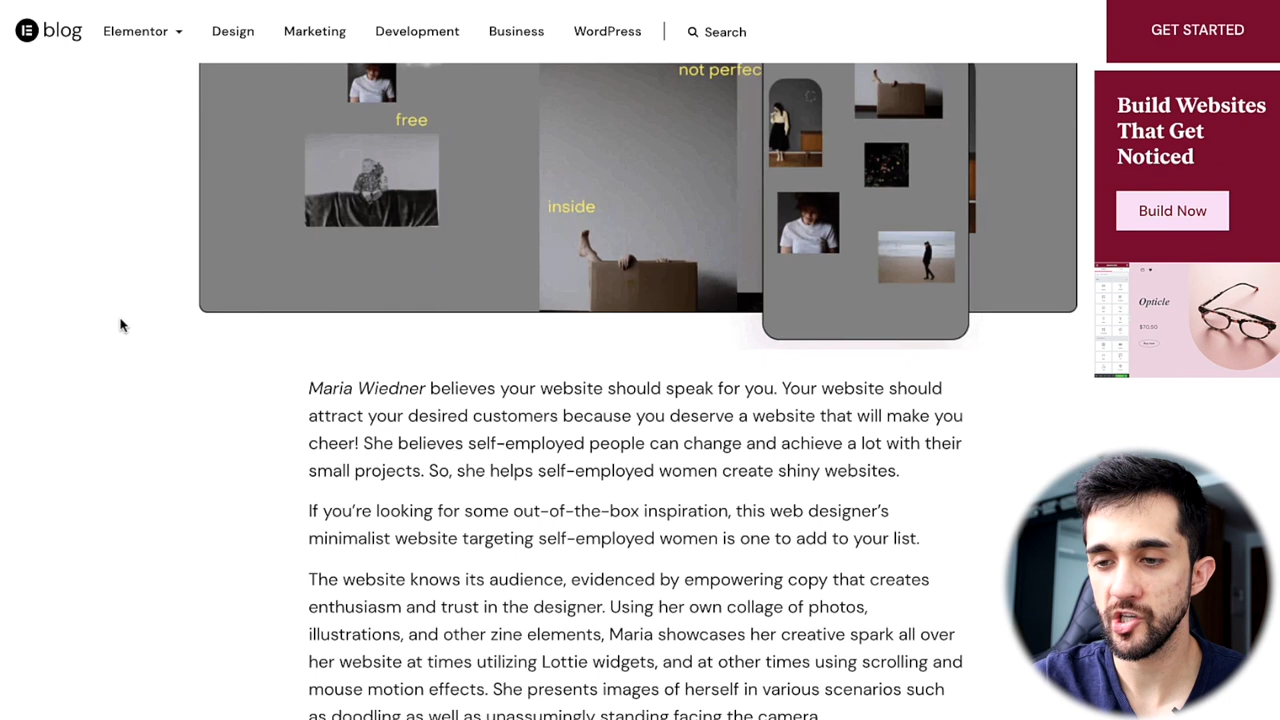 blog
Elementor
Design
Marketing
Development
Business
WordPress
Search
GET STARTED
not perfec
free
inside
Build Websites
That Get
Noticed
Build Now
Opticle
$70.50
Maria Wiedner believes your website should speak for you. Your website should
attract your desired customers because you deserve a website that will make you
cheer! She believes self-employed people can change and achieve a lot with their
small projects. So, she helps self-employed women create shiny websites.
If you’re looking for some out-of-the-box inspiration, this web designer’s
minimalist website targeting self-employed women is one to add to your list.
The website knows its audience, evidenced by empowering copy that creates
enthusiasm and trust in the designer. Using her own collage of photos,
illustrations, and other zine elements, Maria showcases her creative spark all over
her website at times utilizing Lottie widgets, and at other times using scrolling and
mouse motion effects. She presents images of herself in various scenarios such
as doodling as well as unassumingly standing facing the camera.